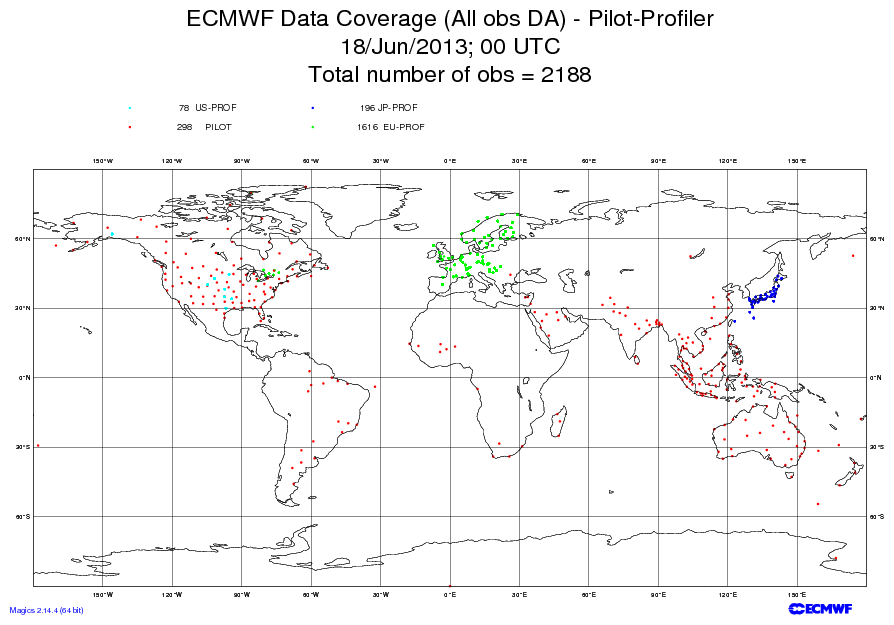 ECMWF Data Coverage (All obs DA) - Pilot-Profiler
18/Jun/2013; 00 UTC
Total number of obs = 2188
78 US-PROF 196 JP-PROF
298 PILOT 1616 EU-PROF
150°W 120°W 90°W 60°W 30°W 0°E 30°E 60°E 90°E 120°E 150°E
60°N 60°N
30°N 30°N
0°N 0°N
30°S 30°S
60°S 60°S
150°W 120°W 90°W 60°W 30°W 0°E 30°E 60°E 90°E 120°E 150°E
Magics 2.14.4 (64 bit) ECMWF